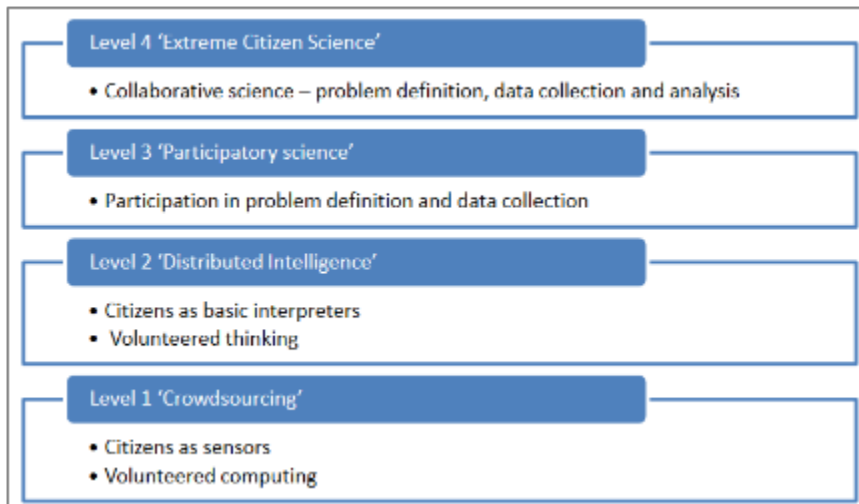 Level 4 ‘Extreme Citizen Science’
• Collaborative science – problem definition, data collection and analysis
Level 3 ‘Participatory science’
• Participation in problem definition and data collection
Level 2 ‘Distributed Intelligence’
• Citizens as basic interpreters
• Volunteered thinking
Level 1 ‘Crowdsourcing’
• Citizens as sensors
• Volunteered computing